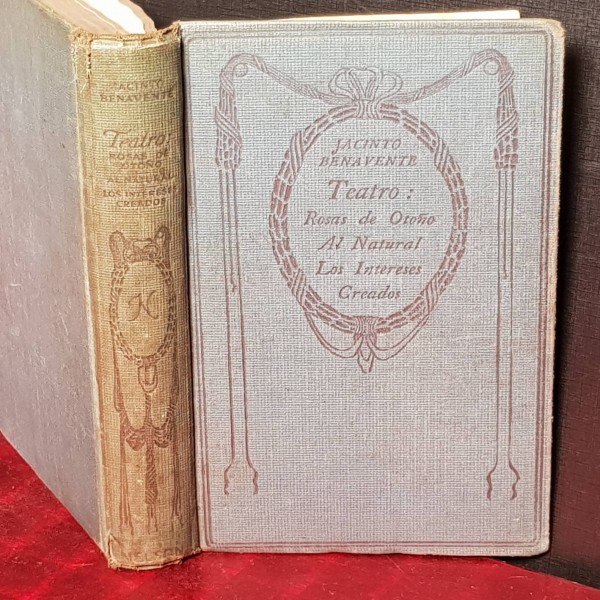 JACINTO
BENAVENTE
Teatro:
ROSAS DE
OTOÑO
AL NATURAL
LOS INTERESES
CREADOS
N
JACINTO
BENAVENTE
Teatro:
Rosas de Otoño
Al Natural
Los Intereses
Creados